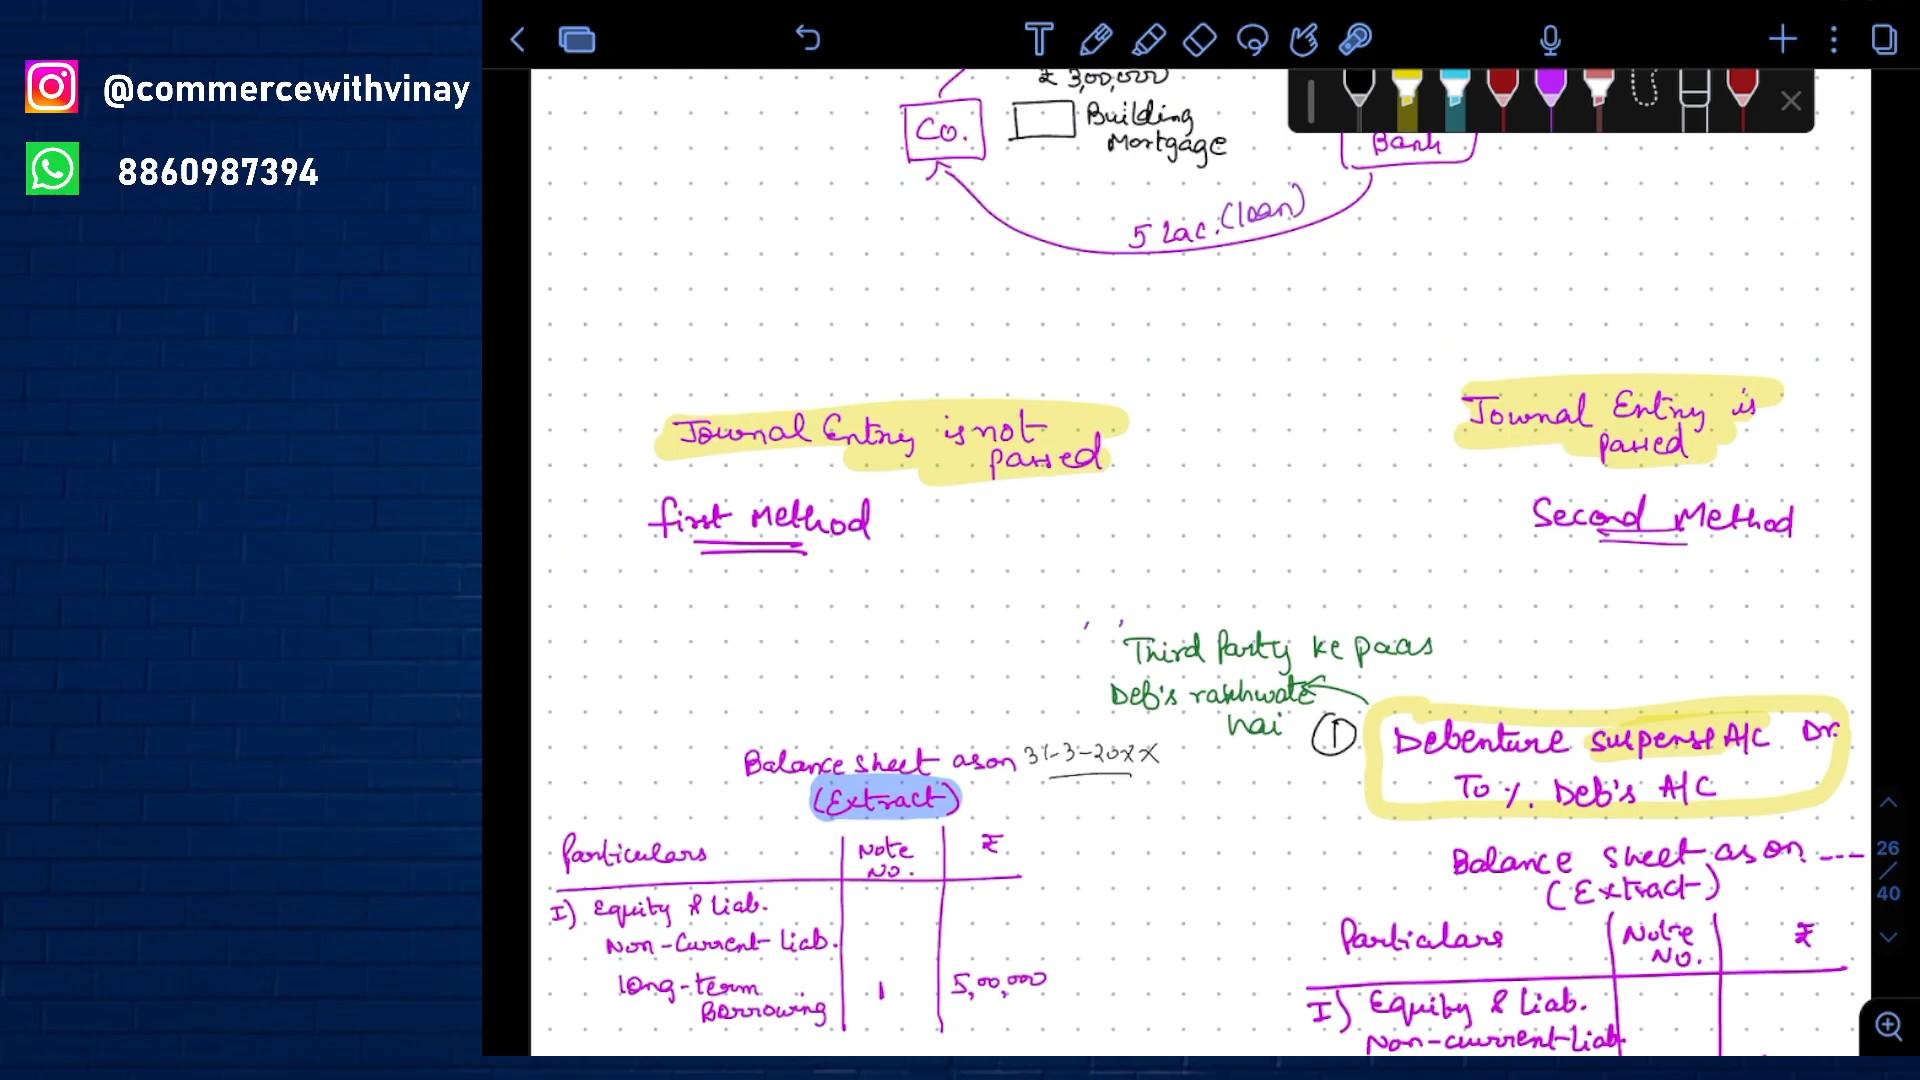 @commercewithvinay
8860987394
₹ 3,00,000
Co.
Building
Mortgage
Bank
5 Lac. (loan)
Journal Entry is not
passed
first Method
Journal Entry is
passed
Second Method
Third Party ke paas
Deb's rakhwate
hai
①
Debenture suspense A/C Dr.
To %. Deb's A/C
Balance sheet as on 31-3-20XX
(Extract)
Particulars
Note
No.
₹
I) Equity & Liab.
Non-Current Liab.
long-term
Borrowing
1
5,00,000
Balance Sheet as on ---
(Extract)
Particulars
Note
No.
₹
I) Equity & Liab.
Non-current Liab.
26
40